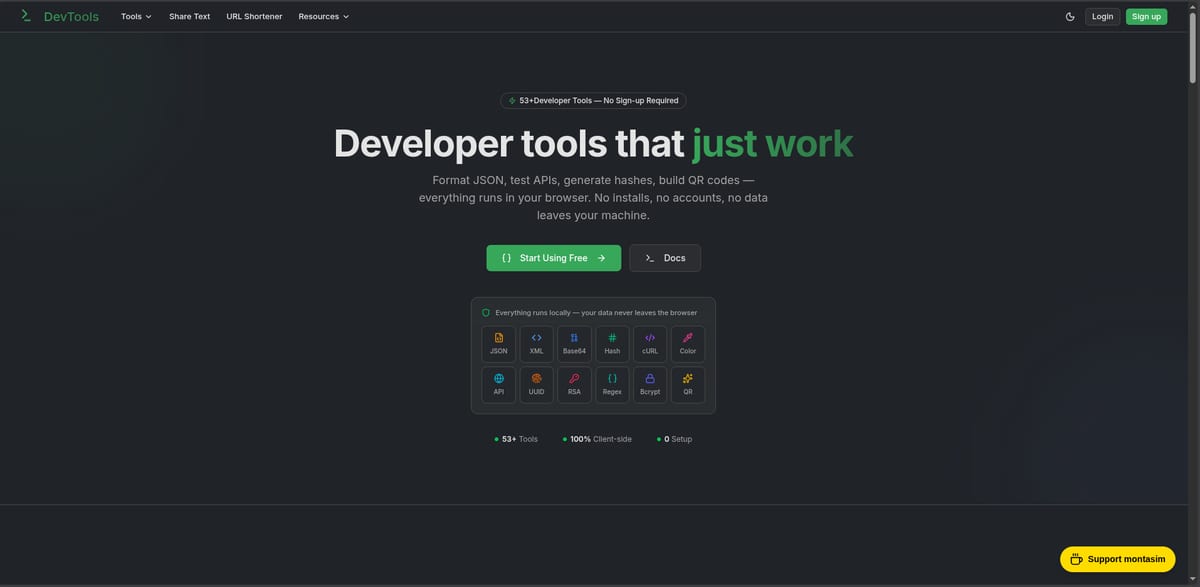 DevTools
Tools
Share Text
URL Shortener
Resources
Login
Sign up
53+Developer Tools — No Sign-up Required
Developer tools that just work
Format JSON, test APIs, generate hashes, build QR codes —
everything runs in your browser. No installs, no accounts, no data
leaves your machine.
Start Using Free
Docs
Everything runs locally — your data never leaves the browser
JSON
XML
Base64
Hash
cURL
Color
API
UUID
RSA
Regex
Bcrypt
QR
53+ Tools
100% Client-side
0 Setup
Support montasim